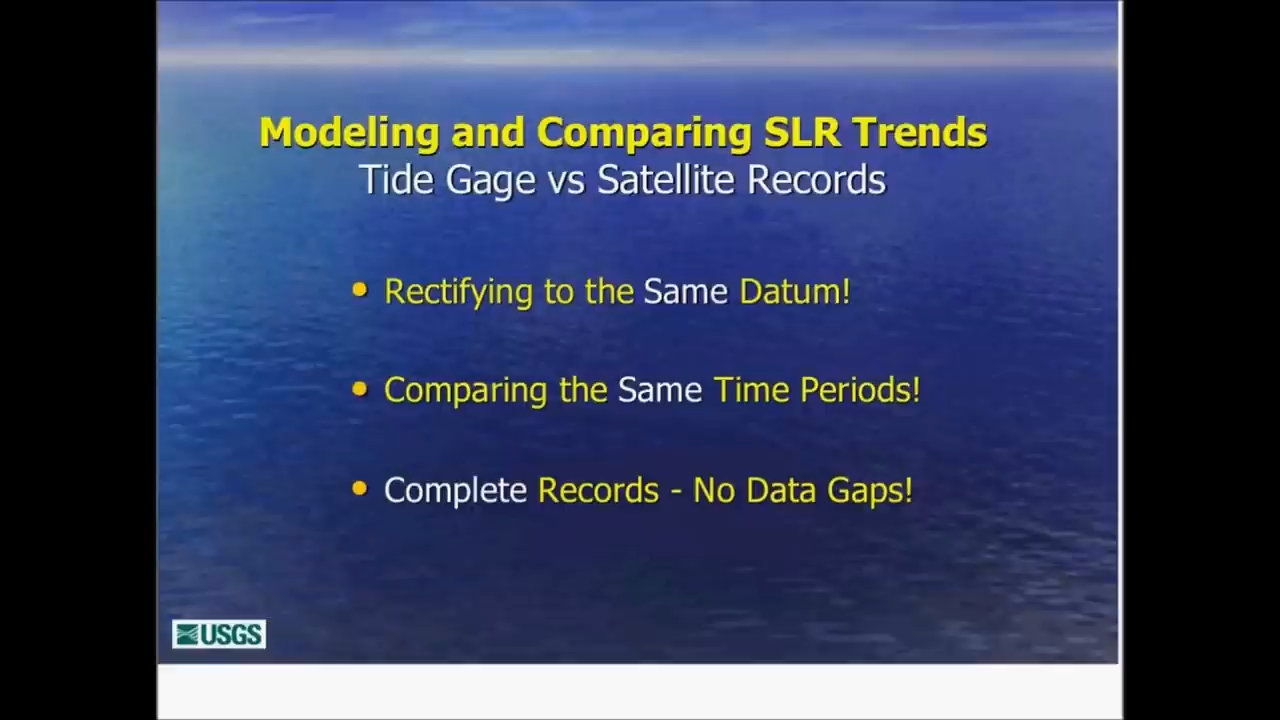 Modeling and Comparing SLR Trends
Tide Gage vs Satellite Records
• Rectifying to the Same Datum!
• Comparing the Same Time Periods!
• Complete Records - No Data Gaps!
USGS